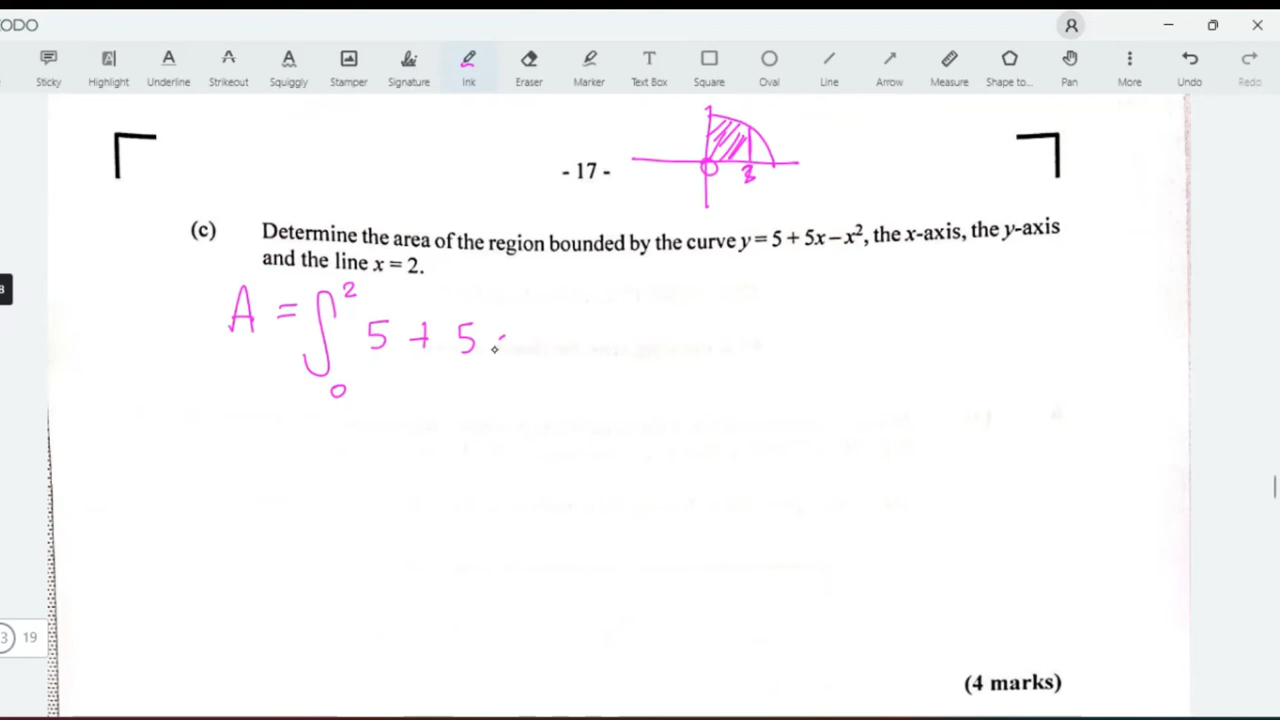 ODO
Sticky Highlight Underline Strikeout Squiggly Stamper Signature Ink Eraser Marker Text Box Square Oval Line Arrow Measure Shape to... Pan More Undo Redo
- 17 -
(c) Determine the area of the region bounded by the curve y = 5 + 5x – x², the x-axis, the y-axis
and the line x = 2.
A = ∫₀² 5 + 5
3 19
(4 marks)